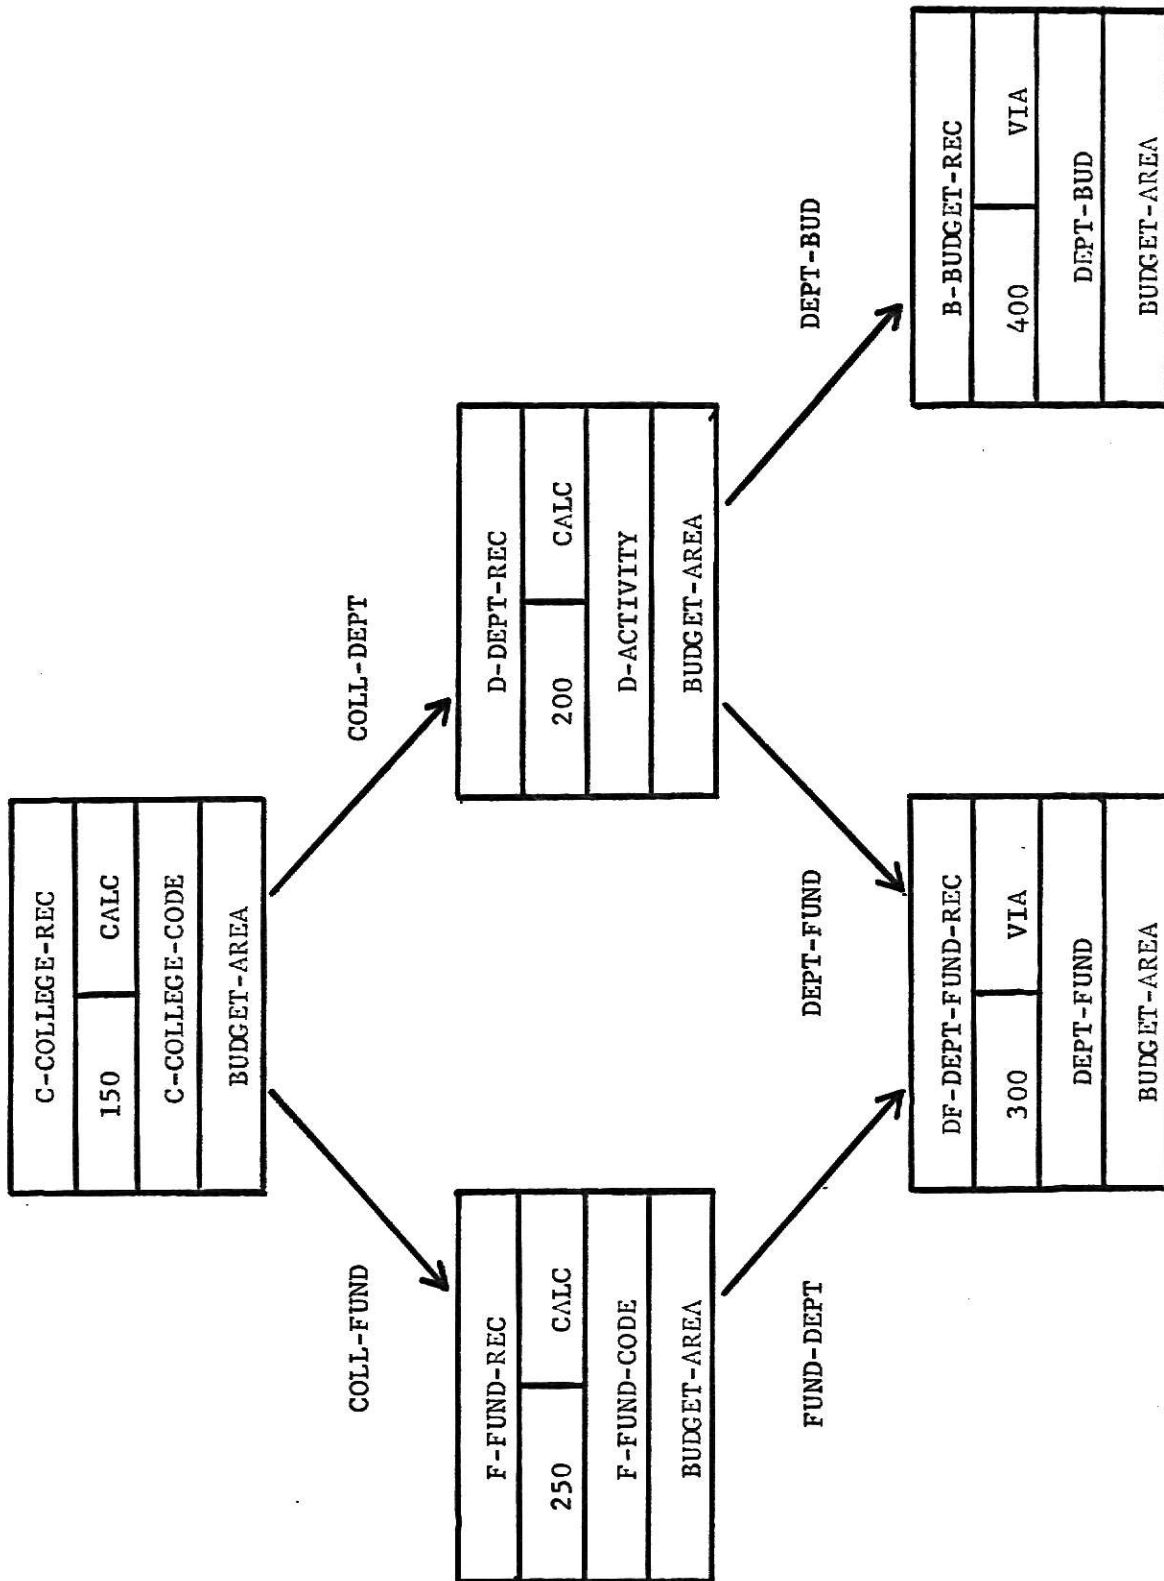 C-COLLEGE-REC
150 CALC
C-COLLEGE-CODE
BUDGET-AREA
COLL-FUND
COLL-DEPT
F-FUND-REC
250 CALC
F-FUND-CODE
BUDGET-AREA
D-DEPT-REC
200 CALC
D-ACTIVITY
BUDGET-AREA
FUND-DEPT
DEPT-FUND
DEPT-BUD
DF-DEPT-FUND-REC
300 VIA
DEPT-FUND
BUDGET-AREA
B-BUDGET-REC
400 VIA
DEPT-BUD
BUDGET-AREA